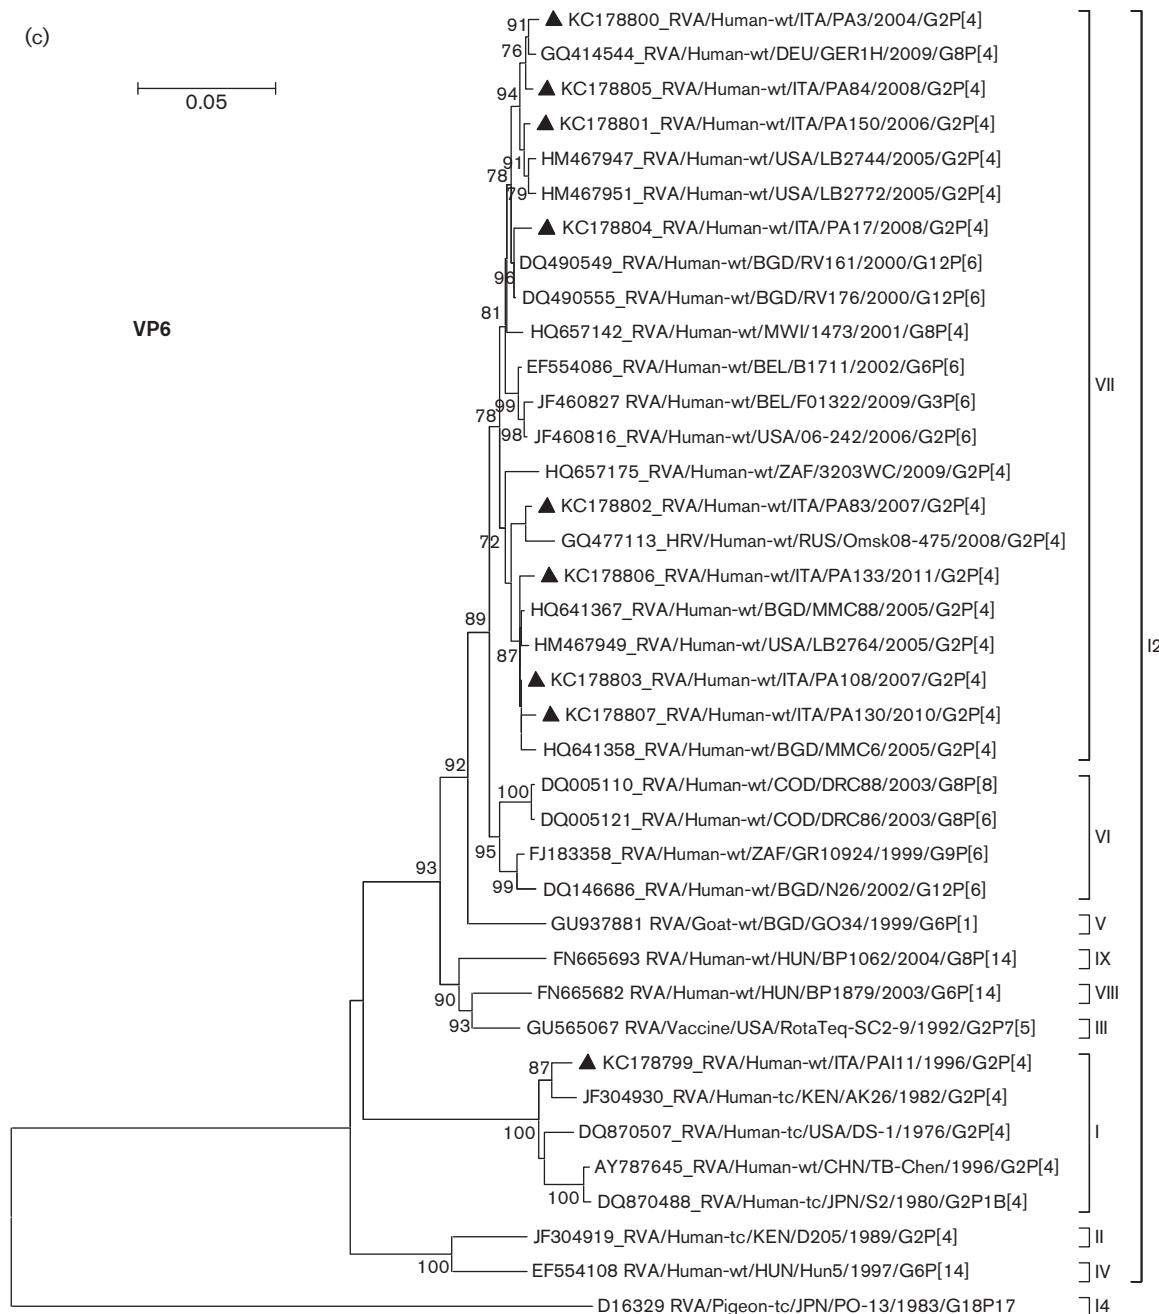 (c)
0.05
VP6
91
▲ KC178800_RVA/Human-wt/ITA/PA3/2004/G2P[4]
76
GQ414544_RVA/Human-wt/DEU/GER1H/2009/G8P[4]
94
▲ KC178805_RVA/Human-wt/ITA/PA84/2008/G2P[4]
▲ KC178801_RVA/Human-wt/ITA/PA150/2006/G2P[4]
91
HM467947_RVA/Human-wt/USA/LB2744/2005/G2P[4]
78
79
HM467951_RVA/Human-wt/USA/LB2772/2005/G2P[4]
▲ KC178804_RVA/Human-wt/ITA/PA17/2008/G2P[4]
DQ490549_RVA/Human-wt/BGD/RV161/2000/G12P[6]
96
DQ490555_RVA/Human-wt/BGD/RV176/2000/G12P[6]
81
HQ657142_RVA/Human-wt/MWI/1473/2001/G8P[4]
EF554086_RVA/Human-wt/BEL/B1711/2002/G6P[6]
VII
99
JF460827 RVA/Human-wt/BEL/F01322/2009/G3P[6]
78
98
JF460816_RVA/Human-wt/USA/06-242/2006/G2P[6]
HQ657175_RVA/Human-wt/ZAF/3203WC/2009/G2P[4]
▲ KC178802_RVA/Human-wt/ITA/PA83/2007/G2P[4]
72
GQ477113_HRV/Human-wt/RUS/Omsk08-475/2008/G2P[4]
▲ KC178806_RVA/Human-wt/ITA/PA133/2011/G2P[4]
89
HQ641367_RVA/Human-wt/BGD/MMC88/2005/G2P[4]
87
HM467949_RVA/Human-wt/USA/LB2764/2005/G2P[4]
I2
▲ KC178803_RVA/Human-wt/ITA/PA108/2007/G2P[4]
▲ KC178807_RVA/Human-wt/ITA/PA130/2010/G2P[4]
HQ641358_RVA/Human-wt/BGD/MMC6/2005/G2P[4]
92
100
DQ005110_RVA/Human-wt/COD/DRC88/2003/G8P[8]
DQ005121_RVA/Human-wt/COD/DRC86/2003/G8P[6]
VI
95
FJ183358_RVA/Human-wt/ZAF/GR10924/1999/G9P[6]
93
99
DQ146686_RVA/Human-wt/BGD/N26/2002/G12P[6]
GU937881 RVA/Goat-wt/BGD/GO34/1999/G6P[1]
V
FN665693 RVA/Human-wt/HUN/BP1062/2004/G8P[14]
IX
90
FN665682 RVA/Human-wt/HUN/BP1879/2003/G6P[14]
VIII
93
GU565067 RVA/Vaccine/USA/RotaTeq-SC2-9/1992/G2P7[5]
III
87
▲ KC178799_RVA/Human-wt/ITA/PAI11/1996/G2P[4]
JF304930_RVA/Human-tc/KEN/AK26/1982/G2P[4]
100
DQ870507_RVA/Human-tc/USA/DS-1/1976/G2P[4]
I
AY787645_RVA/Human-wt/CHN/TB-Chen/1996/G2P[4]
100
DQ870488_RVA/Human-tc/JPN/S2/1980/G2P1B[4]
JF304919_RVA/Human-tc/KEN/D205/1989/G2P[4]
II
100
EF554108 RVA/Human-wt/HUN/Hun5/1997/G6P[14]
IV
D16329 RVA/Pigeon-tc/JPN/PO-13/1983/G18P17
I4